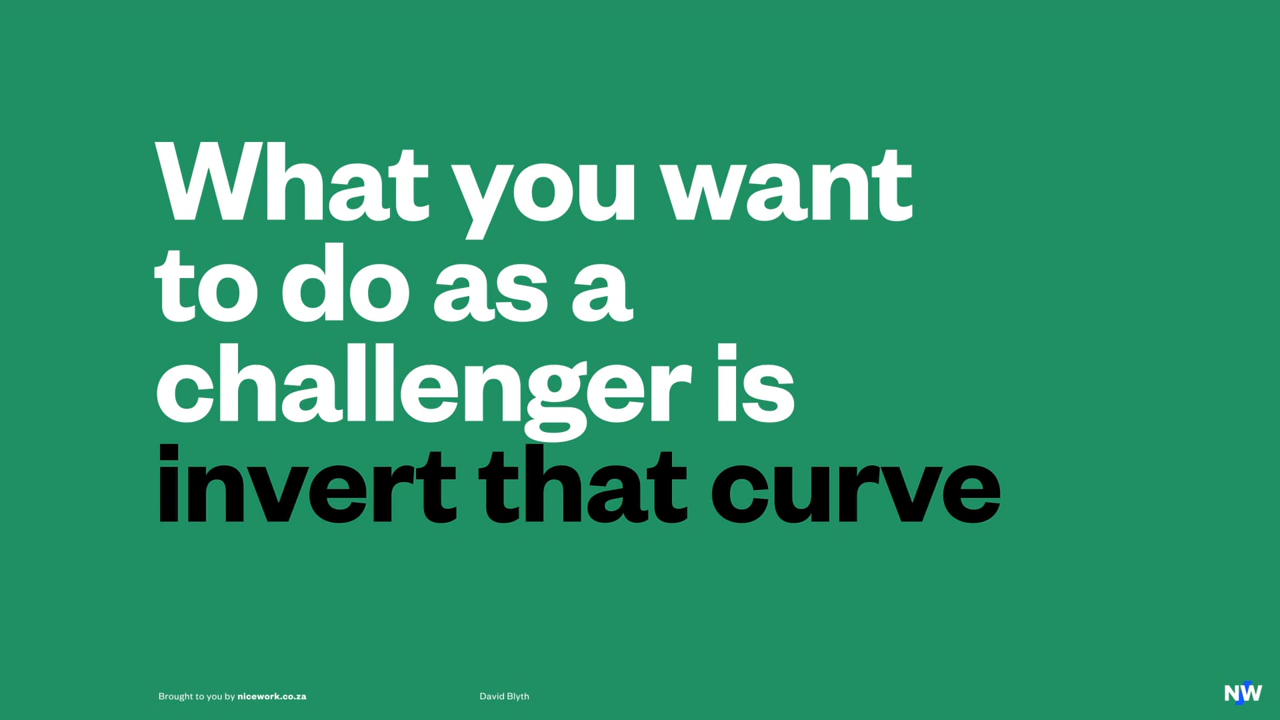 What you want
to do as a
challenger is
invert that curve
Brought to you by nicework.co.za
David Blyth
NW